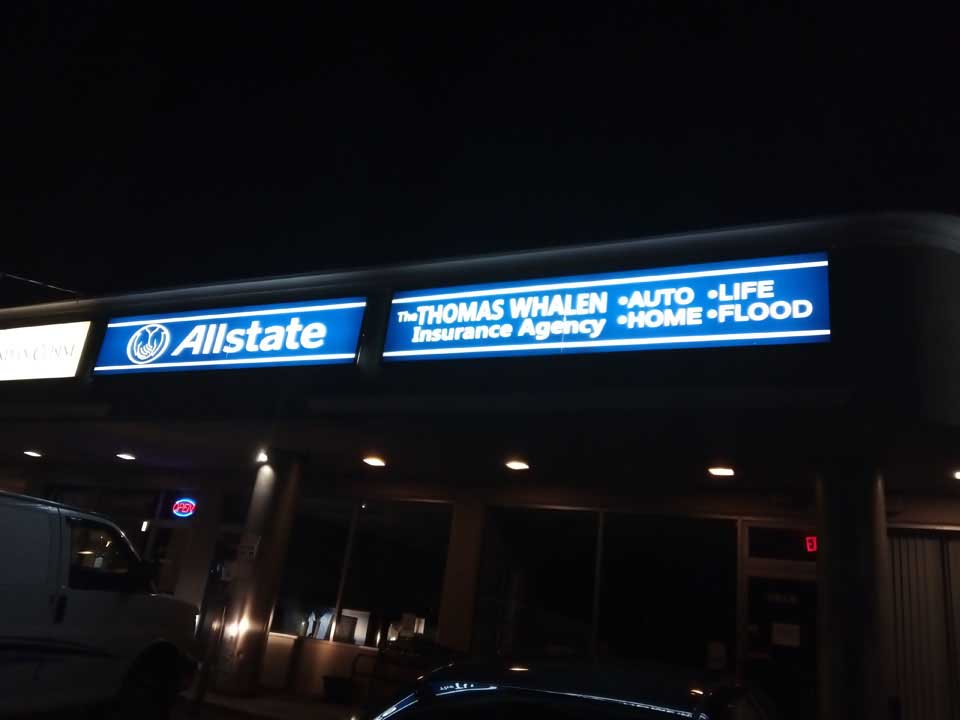 Allstate
The THOMAS WHALEN
Insurance Agency
•AUTO •LIFE
•HOME •FLOOD
OPEN